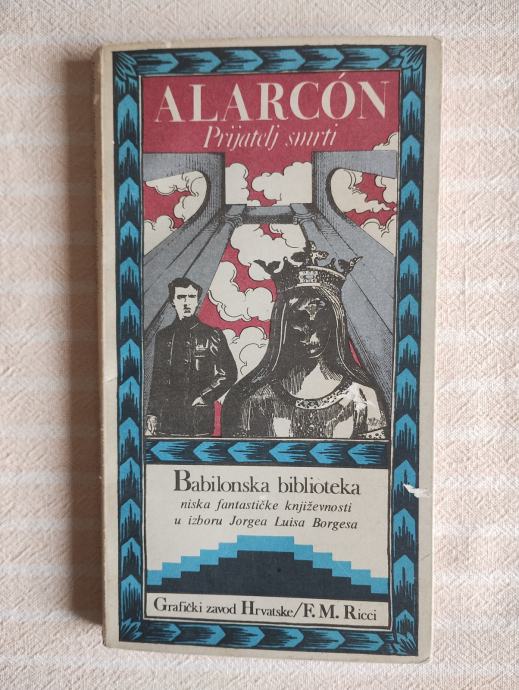 ALARCÓN
Prijatelj smrti
Babilonska biblioteka
niska fantastičke književnosti
u izboru Jorgea Luisa Borgesa
Grafički zavod Hrvatske/F. M. Ricci